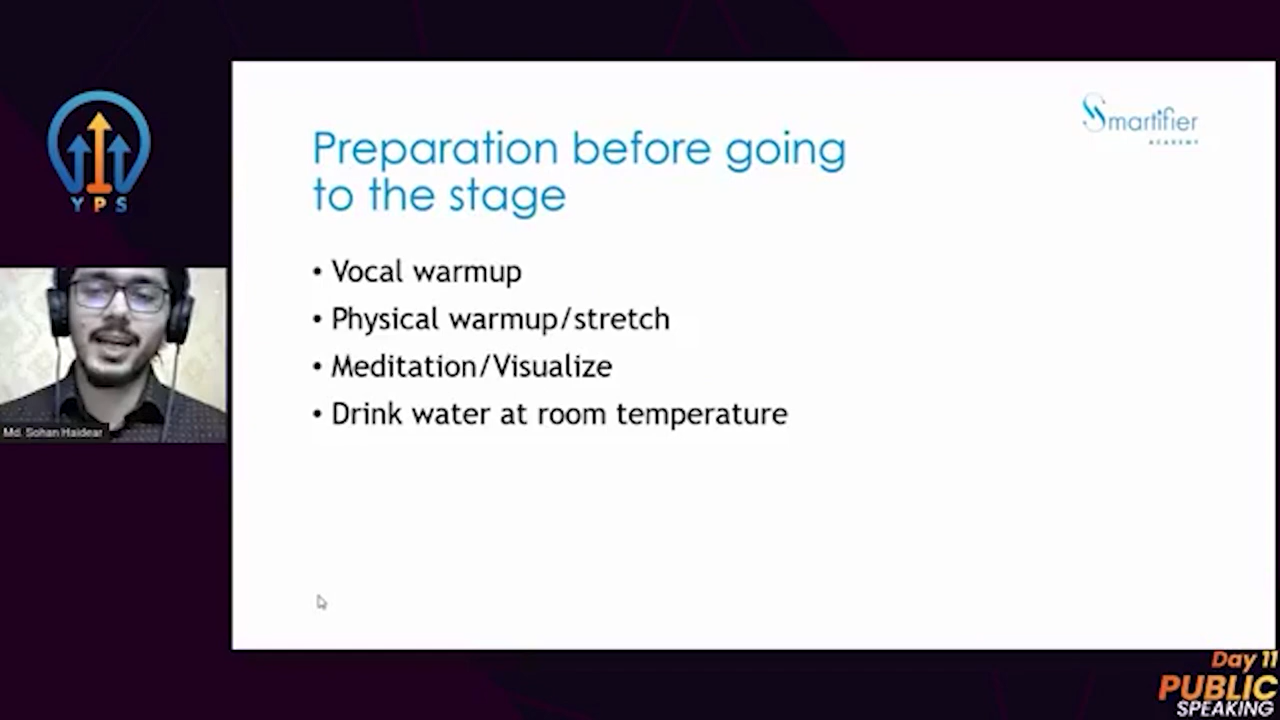 YPS
Md. Sohan Haidear
Smartifier
ACADEMY
Preparation before going
to the stage
• Vocal warmup
• Physical warmup/stretch
• Meditation/Visualize
• Drink water at room temperature
Day 11
PUBLIC
SPEAKING